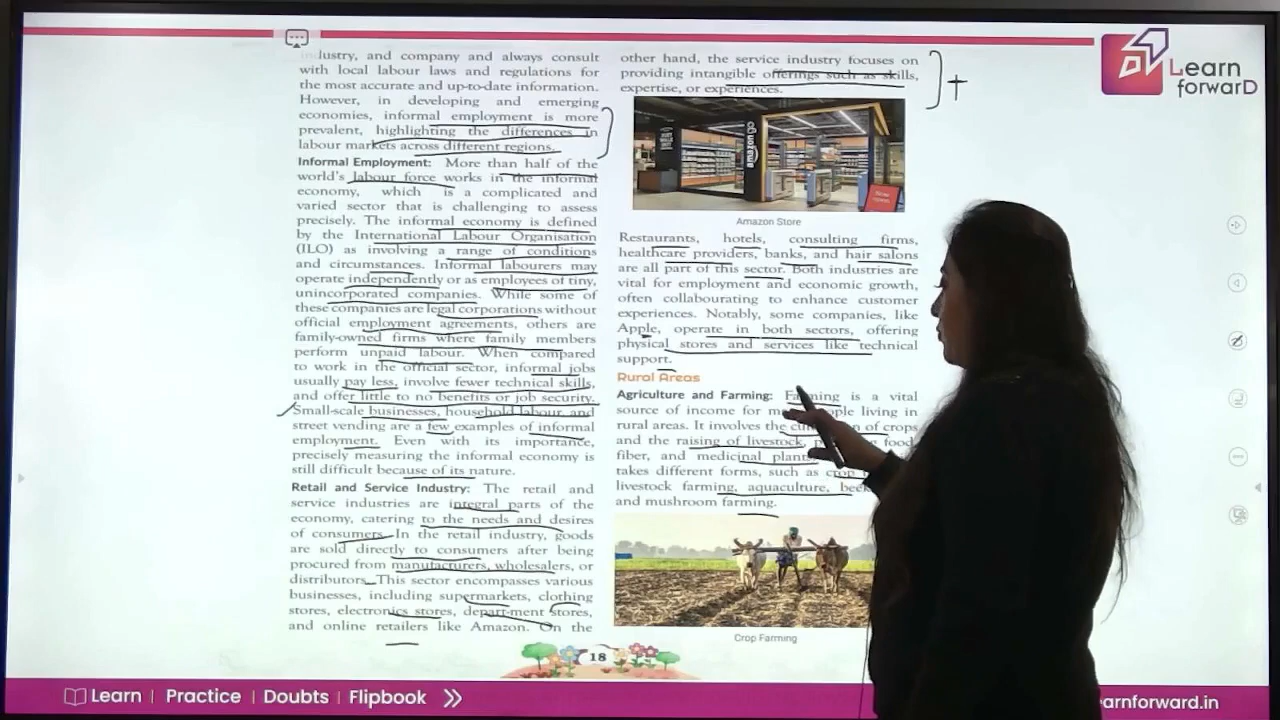 industry, and company and always consult
with local labour laws and regulations for
the most accurate and up-to-date information.
However, in developing and emerging
economies, informal employment is more
prevalent, highlighting the differences in
labour markets across different regions.
Informal Employment: More than half of the
world's labour force works in the informal
economy, which is a complicated and
varied sector that is challenging to assess
precisely. The informal economy is defined
by the International Labour Organisation
(ILO) as involving a range of conditions
and circumstances. Informal labourers may
operate independently or as employees of tiny,
unincorporated companies. While some of
these companies are legal corporations without
official employment agreements, others are
family-owned firms where family members
perform unpaid labour. When compared
to work in the official sector, informal jobs
usually pay less, involve fewer technical skills,
and offer little to no benefits or job security.
Small-scale businesses, household labour, and
street vending are a few examples of informal
employment. Even with its importance,
precisely measuring the informal economy is
still difficult because of its nature.
Retail and Service Industry: The retail and
service industries are integral parts of the
economy, catering to the needs and desires
of consumers. In the retail industry, goods
are sold directly to consumers after being
procured from manufacturers, wholesalers, or
distributors. This sector encompasses various
businesses, including supermarkets, clothing
stores, electronics stores, depart-ment stores,
and online retailers like Amazon. On the
other hand, the service industry focuses on
providing intangible offerings such as skills,
expertise, or experiences.
+
amazon go
Amazon Store
Restaurants, hotels, consulting firms,
healthcare providers, banks, and hair salons
are all part of this sector. Both industries are
vital for employment and economic growth,
often collabourating to enhance customer
experiences. Notably, some companies, like
Apple, operate in both sectors, offering
physical stores and services like technical
support.
Rural Areas
Agriculture and Farming: Farming is a vital
source of income for
living in
rural areas. It involves the
of crops
and the raising of livestock,
food,
fiber, and medicinal plants
takes different forms, such as crop
livestock farming, aquaculture,
and mushroom farming.
Crop Farming
18
Learn
forwarD
Learn | Practice | Doubts | Flipbook
earnforward.in